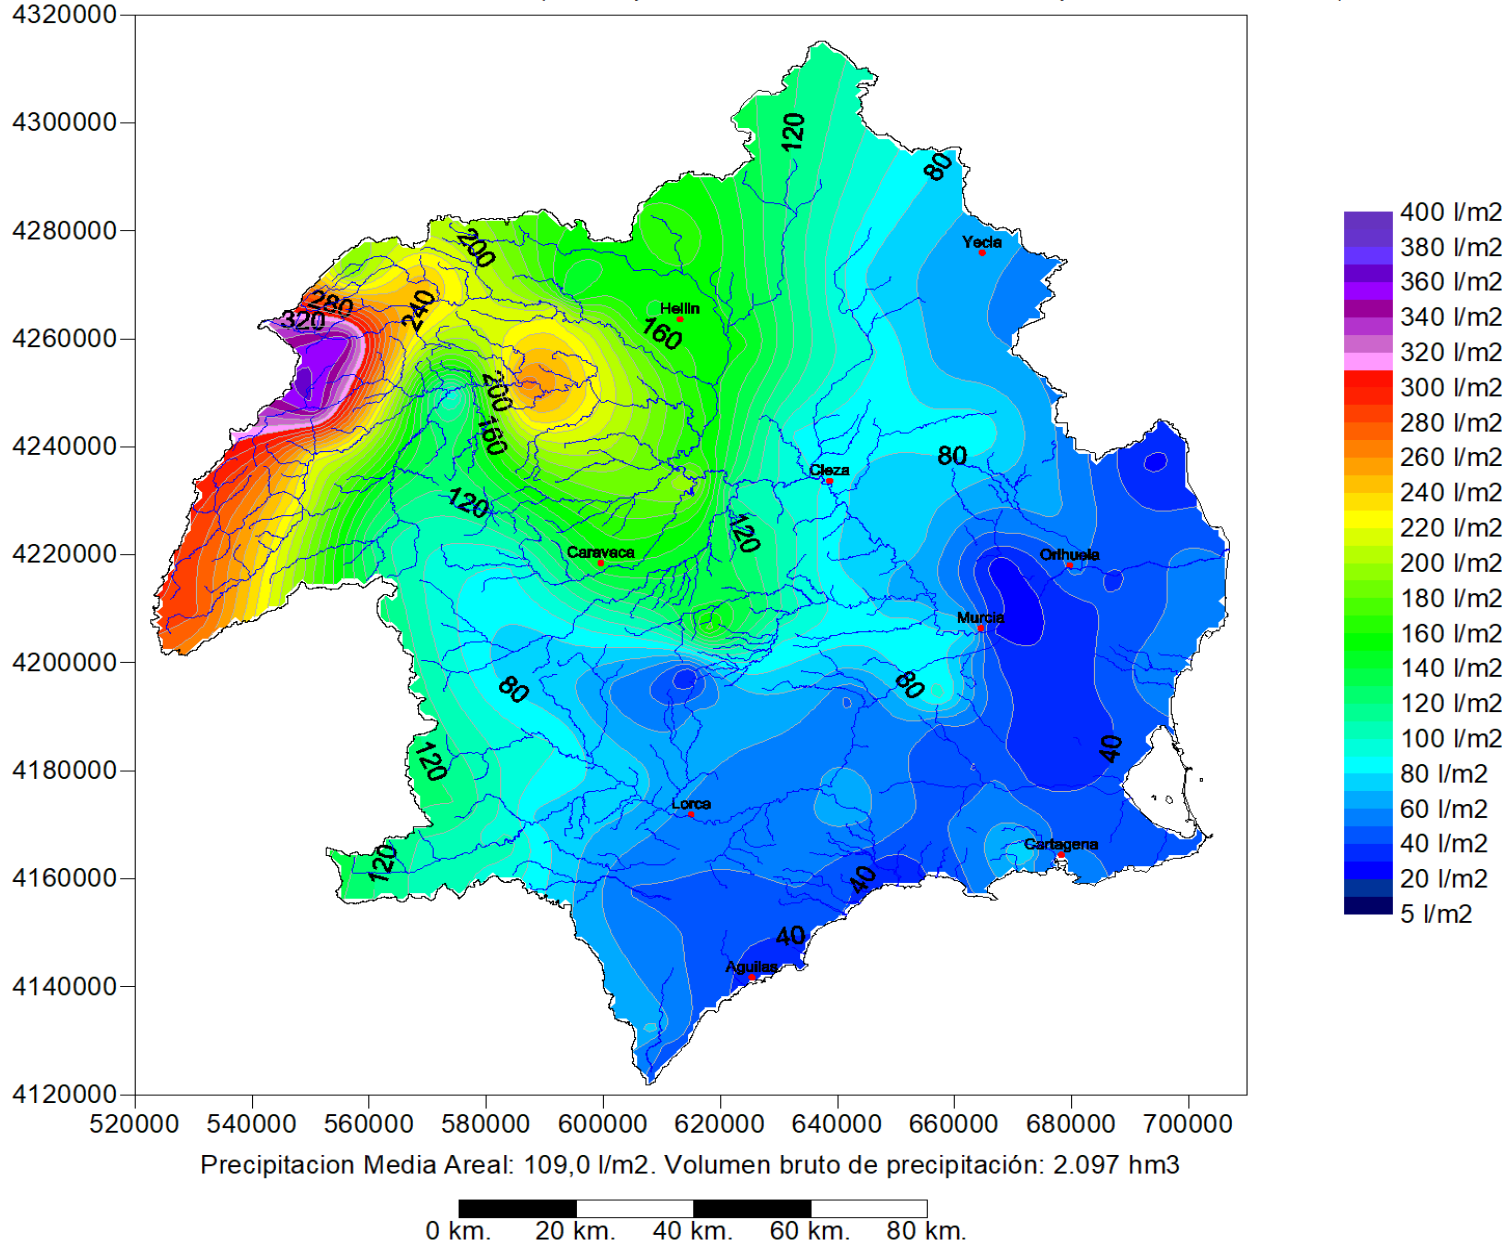 4320000
4300000
4280000
4260000
4240000
4220000
4200000
4180000
4160000
4140000
4120000
520000 540000 560000 580000 600000 620000 640000 660000 680000 700000
120
80
200
Yecla
280
240
320
Hellin
160
200
160
80
Cieza
120
120
Caravaca
Orihuela
Murcia
80
80
120
40
Lorca
Cartagena
120
40
40
Aguilas
400 l/m2
380 l/m2
360 l/m2
340 l/m2
320 l/m2
300 l/m2
280 l/m2
260 l/m2
240 l/m2
220 l/m2
200 l/m2
180 l/m2
160 l/m2
140 l/m2
120 l/m2
100 l/m2
80 l/m2
60 l/m2
40 l/m2
20 l/m2
5 l/m2
Precipitacion Media Areal: 109,0 l/m2. Volumen bruto de precipitación: 2.097 hm3
0 km. 20 km. 40 km. 60 km. 80 km.